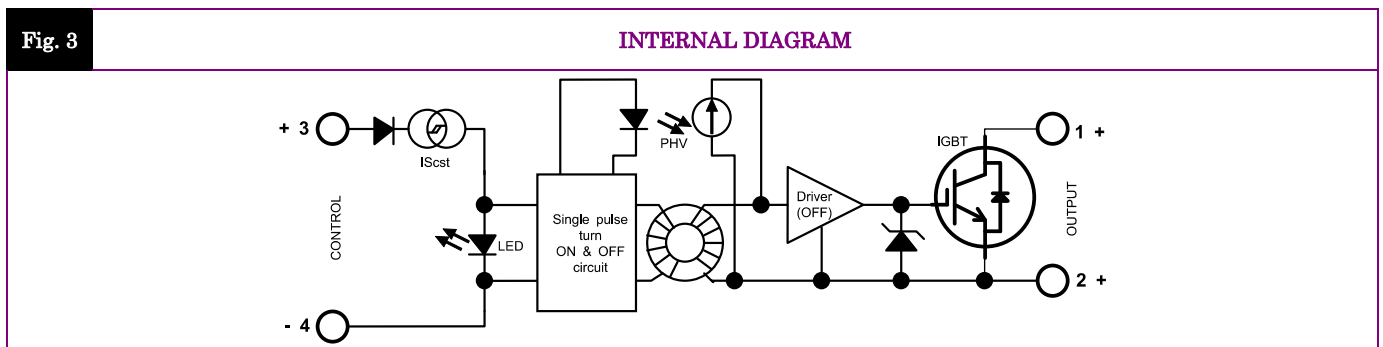 Fig. 3
INTERNAL DIAGRAM
+ 3
IScst
PHV
IGBT
1 +
CONTROL
LED
Single pulse
turn
ON & OFF
circuit
Driver
(OFF)
OUTPUT
2 +
- 4